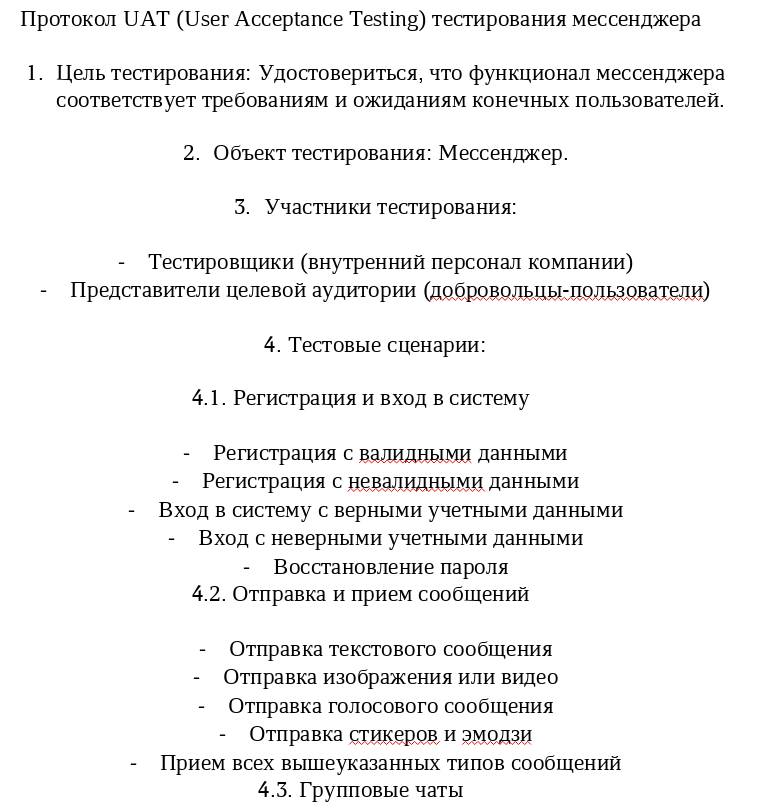 Протокол UAT (User Acceptance Testing) тестирования мессенджера
1. Цель тестирования: Удостовериться, что функционал мессенджера
соответствует требованиям и ожиданиям конечных пользователей.
2. Объект тестирования: Мессенджер.
3. Участники тестирования:
- Тестировщики (внутренний персонал компании)
- Представители целевой аудитории (добровольцы-пользователи)
4. Тестовые сценарии:
4.1. Регистрация и вход в систему
- Регистрация с валидными данными
- Регистрация с невалидными данными
- Вход в систему с верными учетными данными
- Вход с неверными учетными данными
- Восстановление пароля
4.2. Отправка и прием сообщений
- Отправка текстового сообщения
- Отправка изображения или видео
- Отправка голосового сообщения
- Отправка стикеров и эмодзи
- Прием всех вышеуказанных типов сообщений
4.3. Групповые чаты